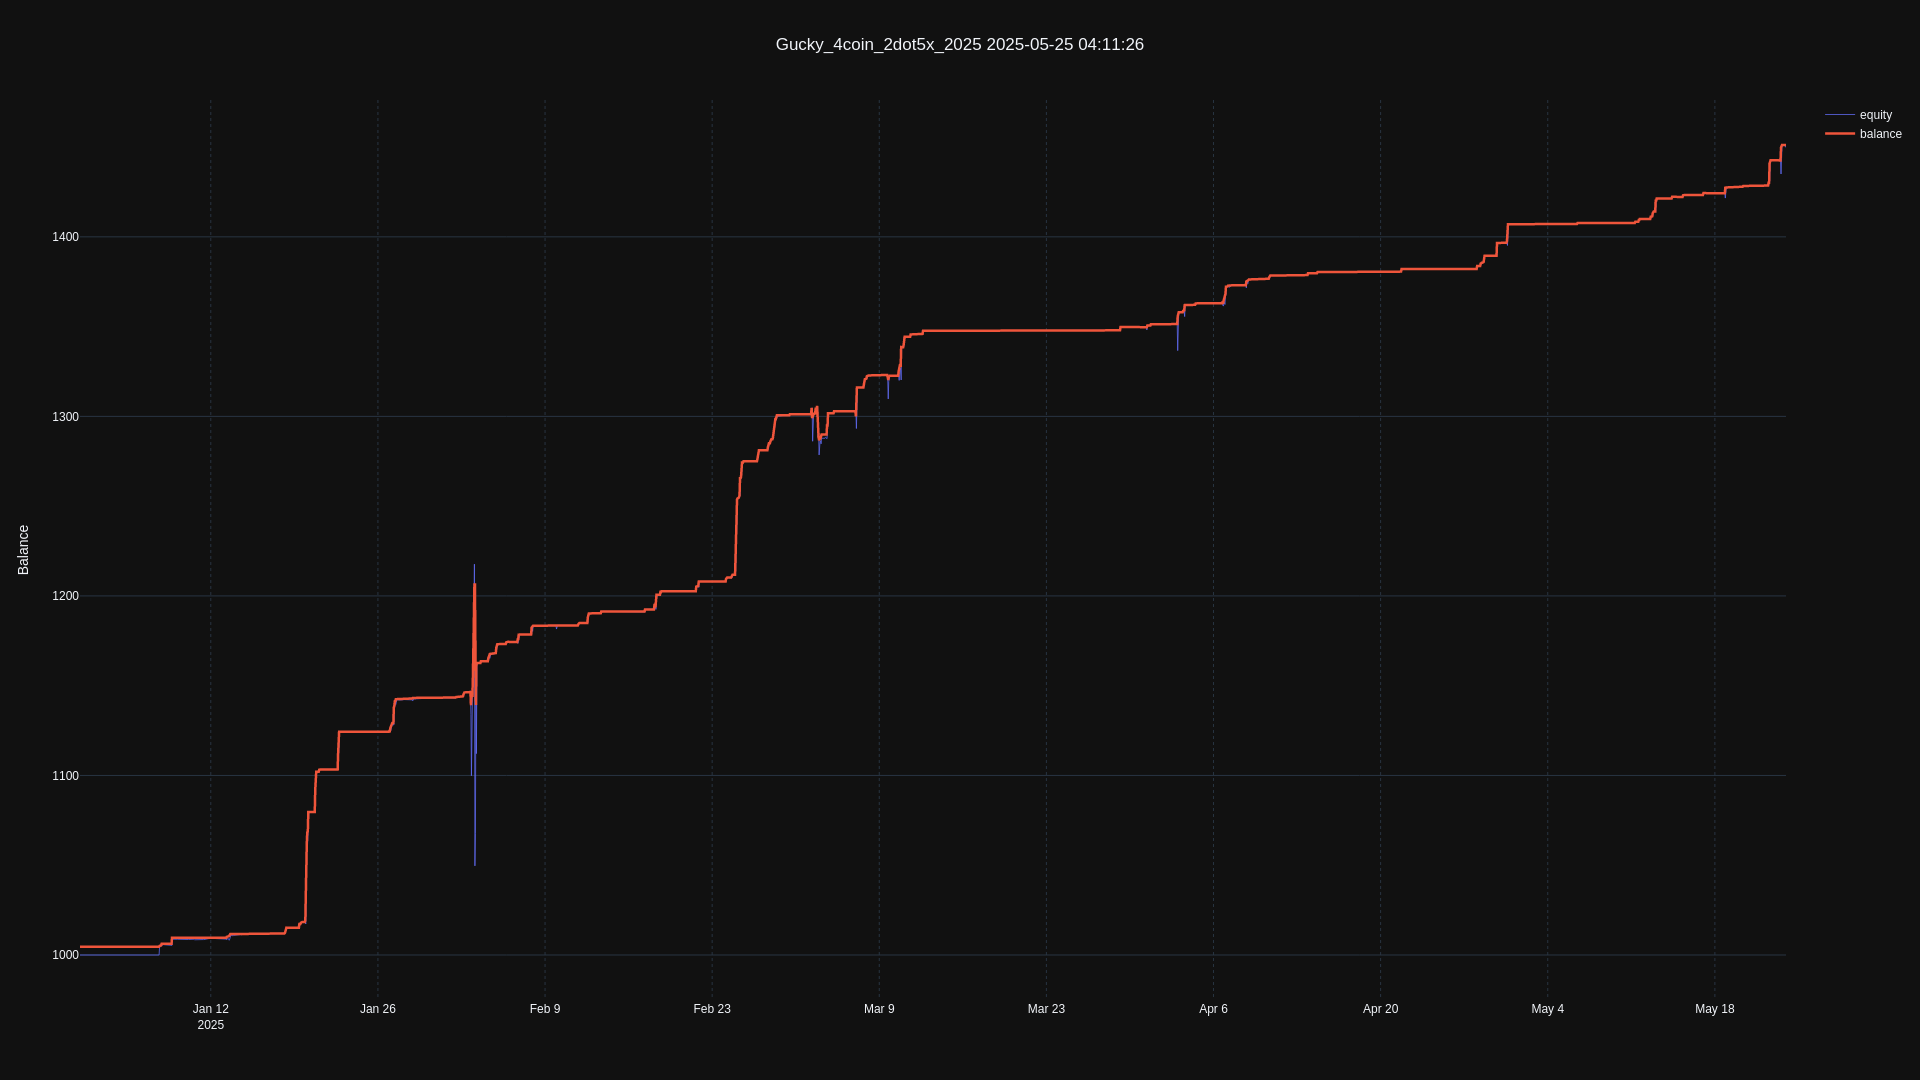 Gucky_4coin_2dot5x_2025 2025-05-25 04:11:26
equity
balance
Balance
1400
1300
1200
1100
1000
Jan 12
2025
Jan 26
Feb 9
Feb 23
Mar 9
Mar 23
Apr 6
Apr 20
May 4
May 18